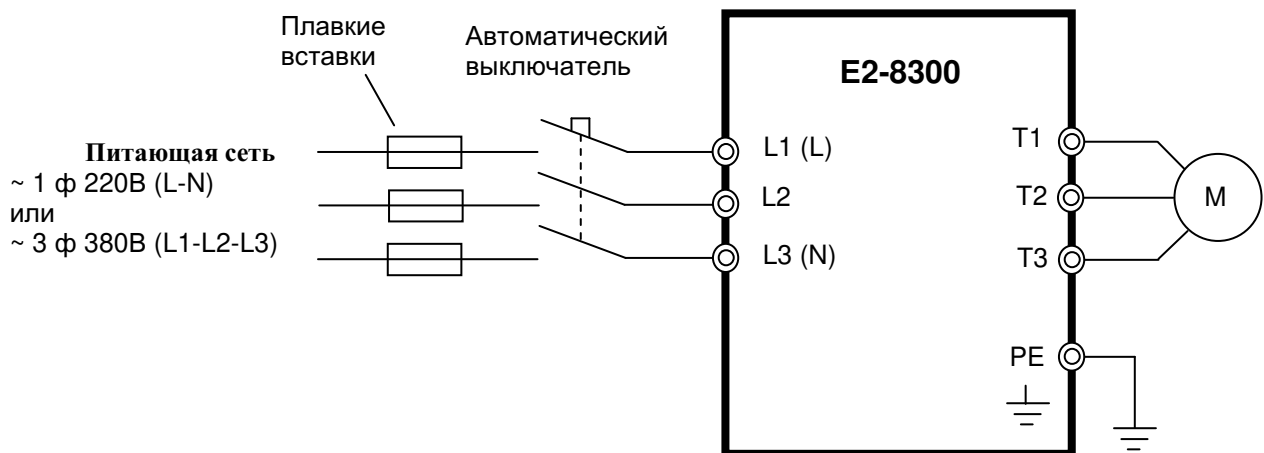 Плавкие
вставки
Автоматический
выключатель
E2-8300
Питающая сеть
~ 1 ф 220В (L-N)
или
~ 3 ф 380В (L1-L2-L3)
L1 (L)
L2
L3 (N)
T1
T2
T3
M
PE